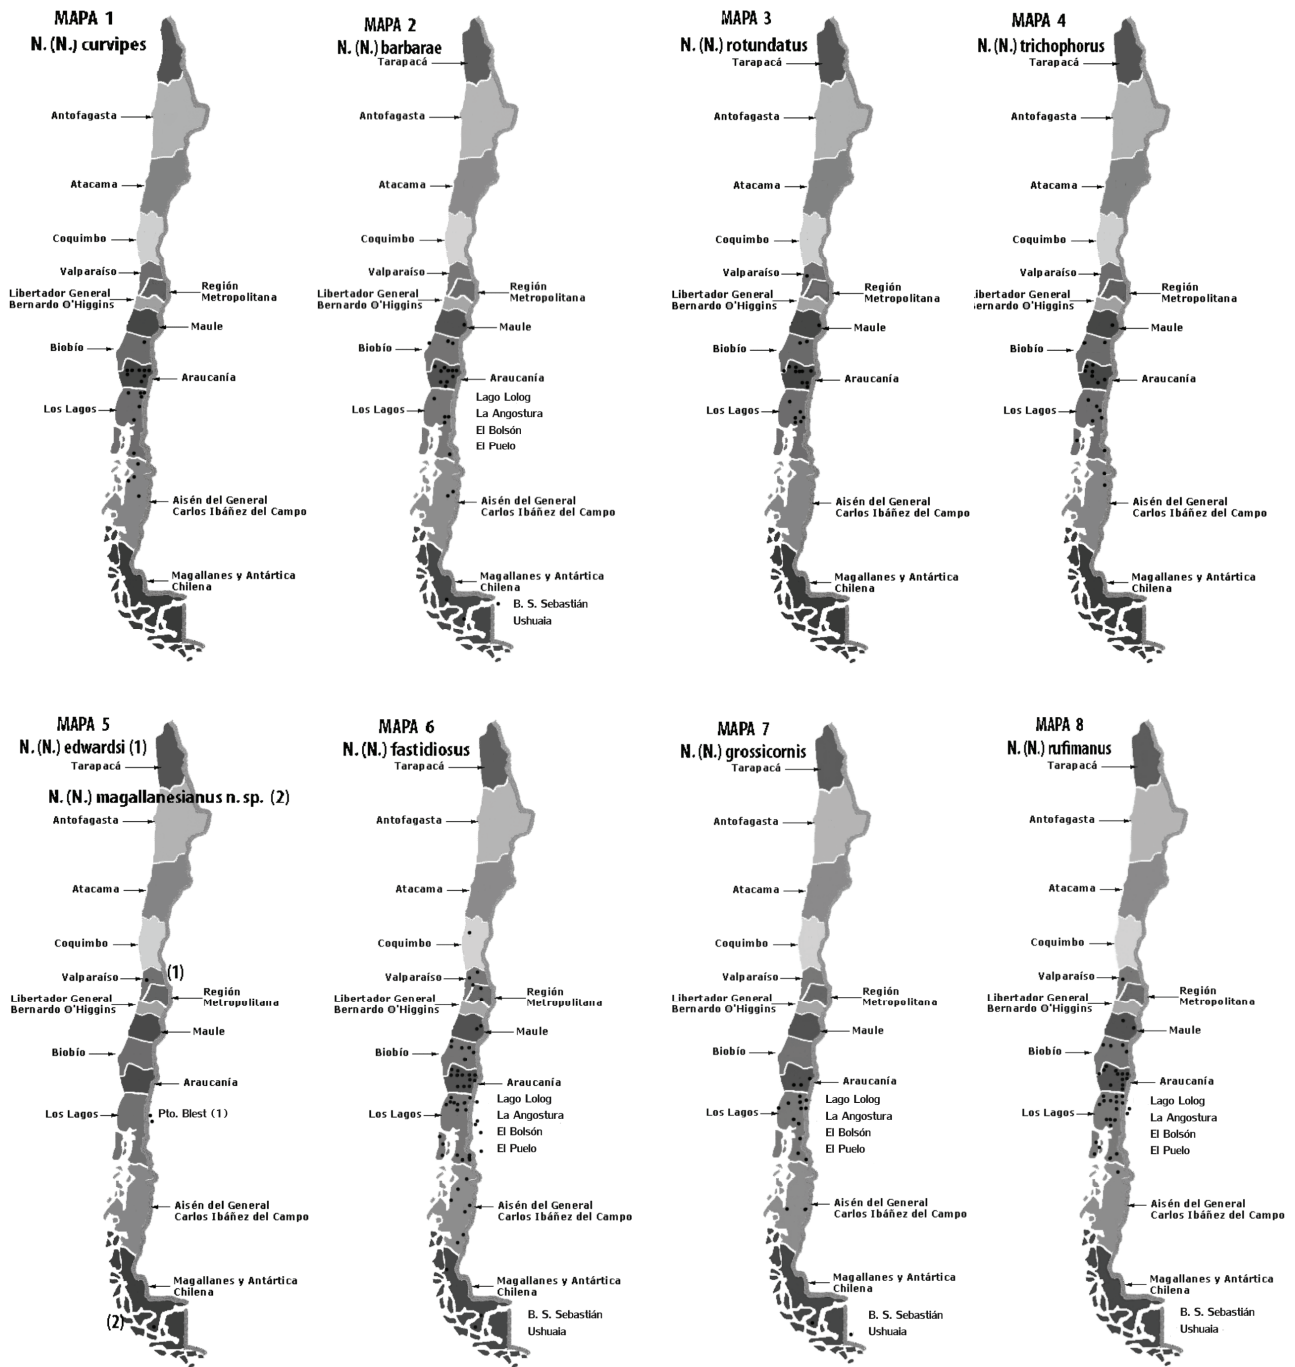 MAPA 1
N. (N.) curvipes
Antofagasta
Atacama
Coquimbo
Valparaíso
Región
Metropolitana
Libertador General
Bernardo O'Higgins
Maule
Biobío
Araucanía
Los Lagos
Aisén del General
Carlos Ibáñez del Campo
Magallanes y Antártica
Chilena
MAPA 2
N. (N.) barbarae
Tarapacá
Antofagasta
Atacama
Coquimbo
Valparaíso
Región
Metropolitana
Libertador General
Bernardo O'Higgins
Maule
Biobío
Araucanía
Lago Lolog
Los Lagos
La Angostura
El Bolsón
El Puelo
Aisén del General
Carlos Ibáñez del Campo
Magallanes y Antártica
Chilena
B. S. Sebastián
Ushuaia
MAPA 3
N. (N.) rotundatus
Tarapacá
Antofagasta
Atacama
Coquimbo
Valparaíso
Región
Metropolitana
Libertador General
Bernardo O'Higgins
Maule
Biobío
Araucanía
Los Lagos
Aisén del General
Carlos Ibáñez del Campo
Magallanes y Antártica
Chilena
MAPA 4
N. (N.) trichophorus
Tarapacá
Antofagasta
Atacama
Coquimbo
Valparaíso
Región
Metropolitana
Libertador General
Bernardo O'Higgins
Maule
Biobío
Araucanía
Los Lagos
Aisén del General
Carlos Ibáñez del Campo
Magallanes y Antártica
Chilena
MAPA 5
N. (N.) edwardsi (1)
Tarapacá
N. (N.) magallanesianus n. sp. (2)
Antofagasta
Atacama
Coquimbo
Valparaíso
(1)
Región
Metropolitana
Libertador General
Bernardo O'Higgins
Maule
Biobío
Araucanía
Los Lagos
Pto. Blest (1)
Aisén del General
Carlos Ibáñez del Campo
Magallanes y Antártica
Chilena
(2)
MAPA 6
N. (N.) fastidiosus
Tarapacá
Antofagasta
Atacama
Coquimbo
Valparaíso
Región
Metropolitana
Libertador General
Bernardo O'Higgins
Maule
Biobío
Araucanía
Lago Lolog
Los Lagos
La Angostura
El Bolsón
El Puelo
Aisén del General
Carlos Ibáñez del Campo
Magallanes y Antártica
Chilena
B. S. Sebastián
Ushuaia
MAPA 7
N. (N.) grossicornis
Tarapacá
Antofagasta
Atacama
Coquimbo
Valparaíso
Región
Metropolitana
Libertador General
Bernardo O'Higgins
Maule
Biobío
Araucanía
Lago Lolog
Los Lagos
La Angostura
El Bolsón
El Puelo
Aisén del General
Carlos Ibáñez del Campo
Magallanes y Antártica
Chilena
B. S. Sebastián
Ushuaia
MAPA 8
N. (N.) rufimanus
Tarapacá
Antofagasta
Atacama
Coquimbo
Valparaíso
Región
Metropolitana
Libertador General
Bernardo O'Higgins
Maule
Biobío
Araucanía
Lago Lolog
Los Lagos
La Angostura
El Bolsón
El Puelo
Aisén del General
Carlos Ibáñez del Campo
Magallanes y Antártica
Chilena
B. S. Sebastián
Ushuaia